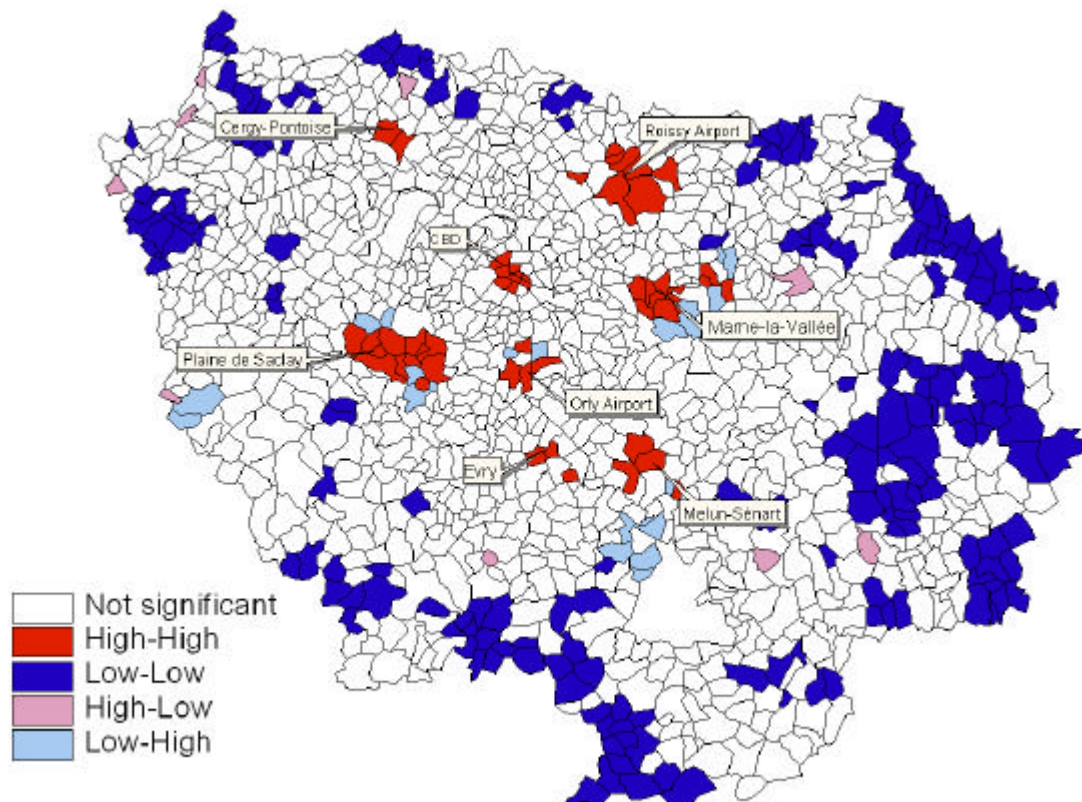 Cergy-Pontoise
Roissy Airport
CBD
Marne-la-Vallée
Plaine de Saclay
Orly Airport
Evry
Melun-Sénart
Not significant
High-High
Low-Low
High-Low
Low-High